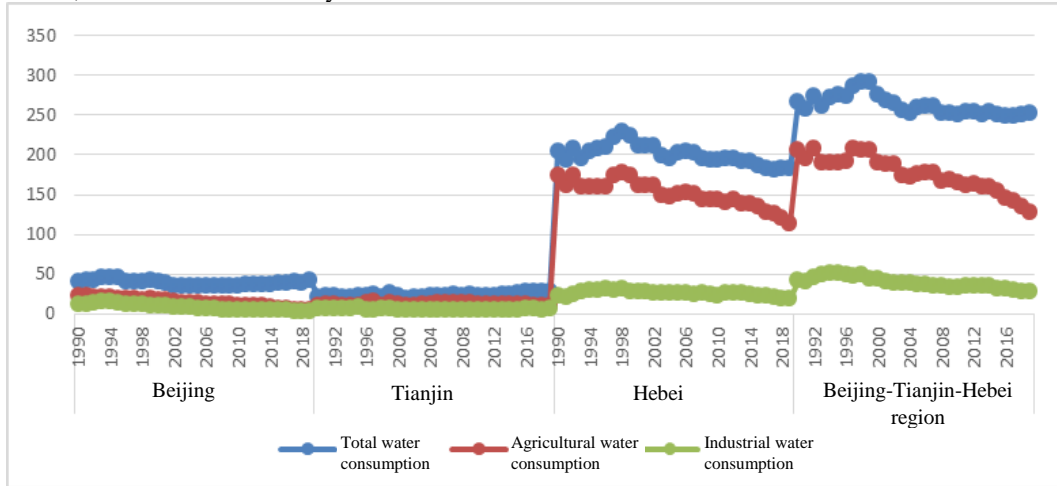 350
300
250
200
150
100
50
0
1990 1994 1998 2002 2006 2010 2014 2018 1992 1996 2000 2004 2008 2012 2016 1990 1994 1998 2002 2006 2010 2014 2018 1992 1996 2000 2004 2008 2012 2016
Beijing Tianjin Hebei Beijing-Tianjin-Hebei
region
Total water Agricultural water Industrial water
consumption consumption consumption